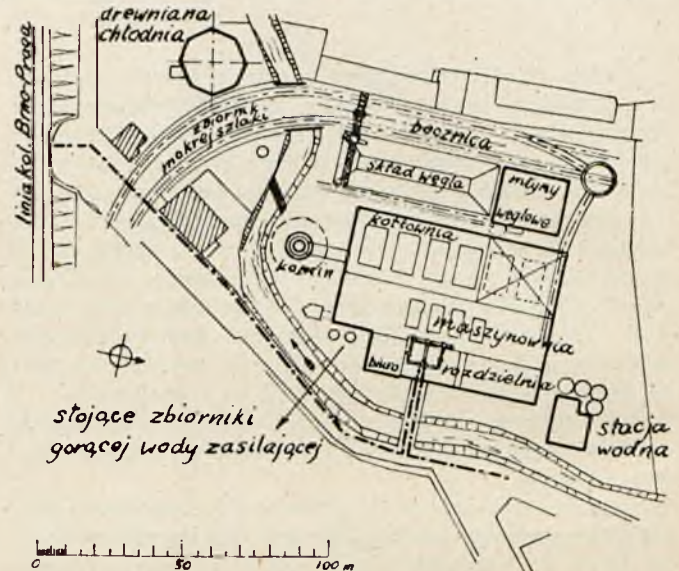 drewniana
chłodnia
linia kol. Brno-Praga
zbiornik
mokrej szlaki
bocznica
skład węgla
młyny
węglowe
kotłownia
komin
maszynownia
biuro
rozdzielnia
stojące zbiorniki
gorącej wody zasilającej
stacja
wodna
0 50 100 m